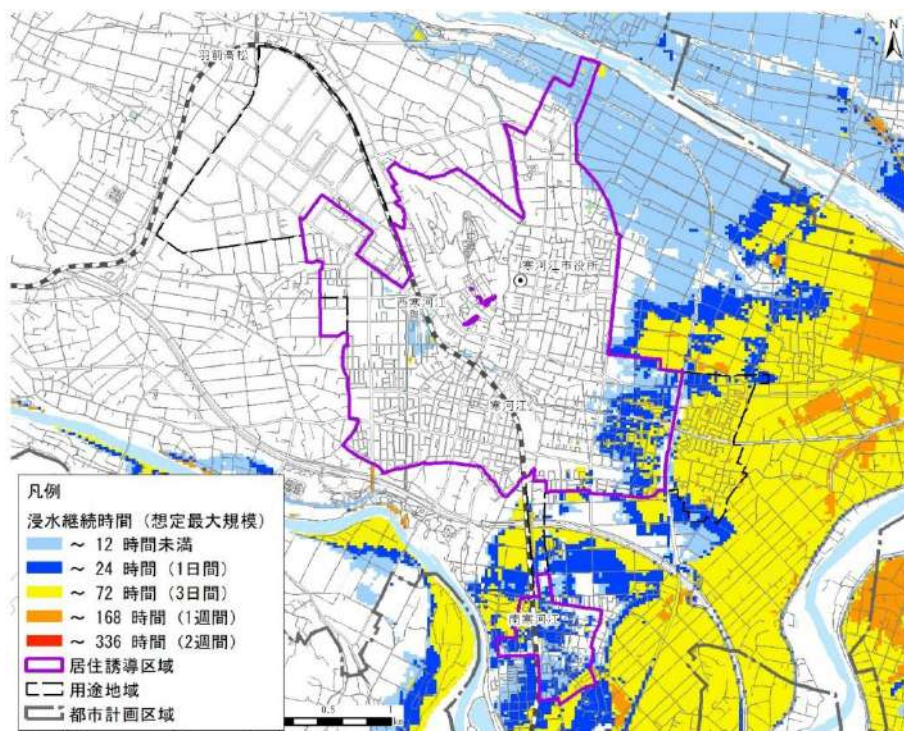 N
羽前高松
寒河江市役所
西寒河江
寒河江
南寒河江
凡例
浸水継続時間 (想定最大規模)
～ 12 時間未満
～ 24 時間 (1日間)
～ 72 時間 (3日間)
～ 168 時間 (1週間)
～ 336 時間 (2週間)
居住誘導区域
用途地域
都市計画区域
0.5 1
km